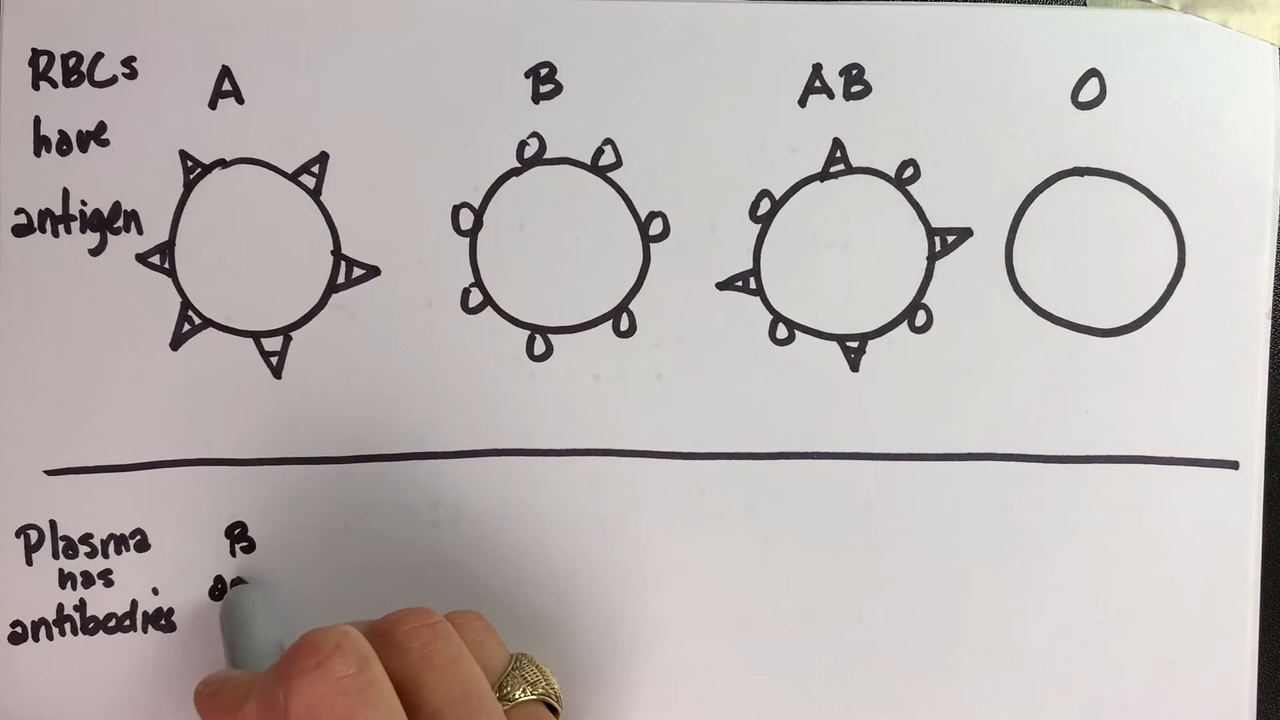 RBCs
have
antigen
A
B
AB
O
Plasma
has
antibodies
B